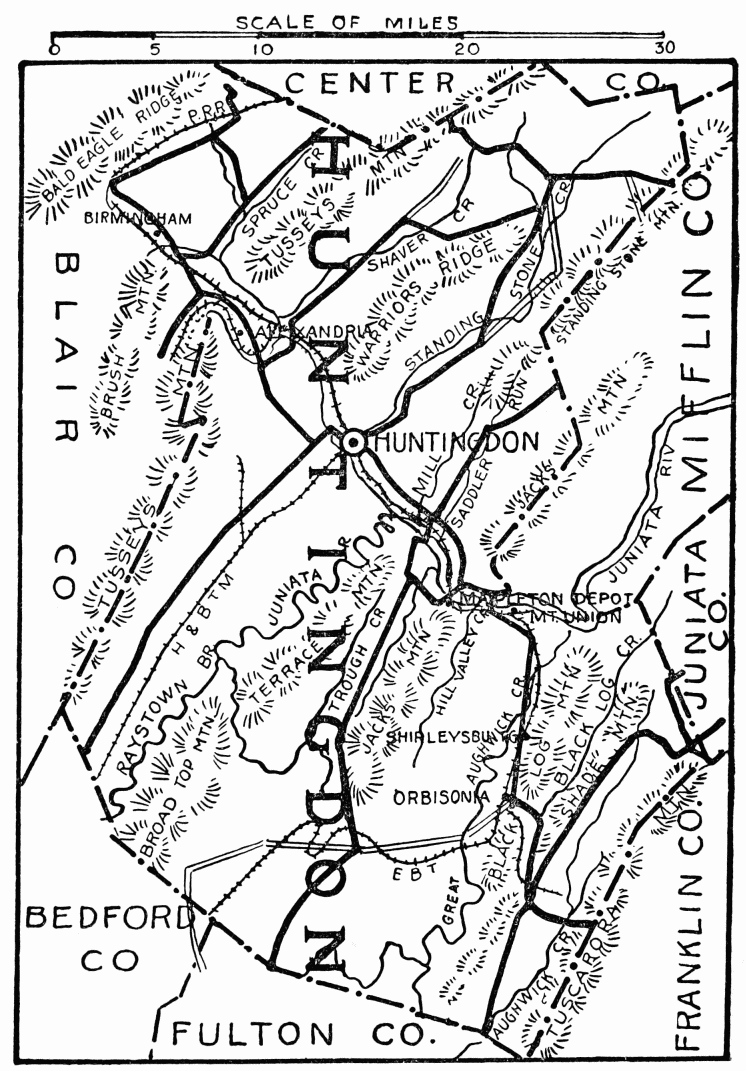 SCALE OF MILES
0 5 10 20 30
CENTER CO.
BALD EAGLE RIDGE
P.R.R.
HUNTINGDON
SPRUCE CR
MTN
TUSSEYS
BIRMINGHAM
SHAVER CR
STONE CR.
STANDING
WARRIORS RIDGE
STANDING STONE MTN.
MIFFLIN CO.
BLAIR CO
BRUSH MTN
ALEXANDRIA
MTN
TUSSEYS
HUNTINGDON
MILL CR.
SADDLER RUN
JACKS MTN
JUNIATA RIV
JUNIATA CO.
MAPLETON DEPOT
MT. UNION
H & B T M
RAYSTOWN BR JUNIATA R
TERRACE MTN
TROUGH CR
JACKS MTN
HILL VALLEY CR
SHIRLEYSBURG
AUGHWICK CR.
GREAT
ORBISONIA
BLACK LOG MTN
BLACK LOG CR.
SHADE MTN
BROAD TOP MTN
E B T
BLACK
MTN
AUGHWICK CR
TUSCARORA MT.
BEDFORD CO
FULTON CO.
FRANKLIN CO.